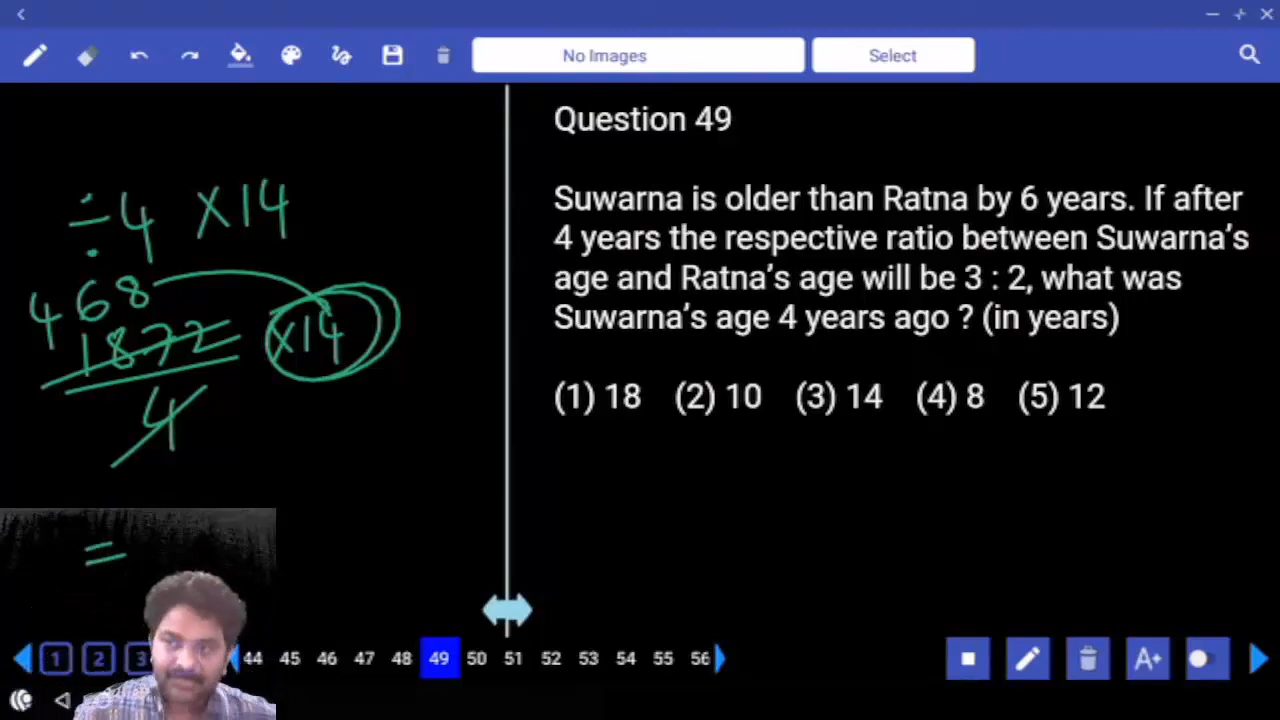 No Images
Select
÷4 ×14
468
1872 ×14
4
=
Question 49
Suwarna is older than Ratna by 6 years. If after
4 years the respective ratio between Suwarna's
age and Ratna's age will be 3 : 2, what was
Suwarna's age 4 years ago ? (in years)
(1) 18 (2) 10 (3) 14 (4) 8 (5) 12
1 2 3 44 45 46 47 48 49 50 51 52 53 54 55 56
A+